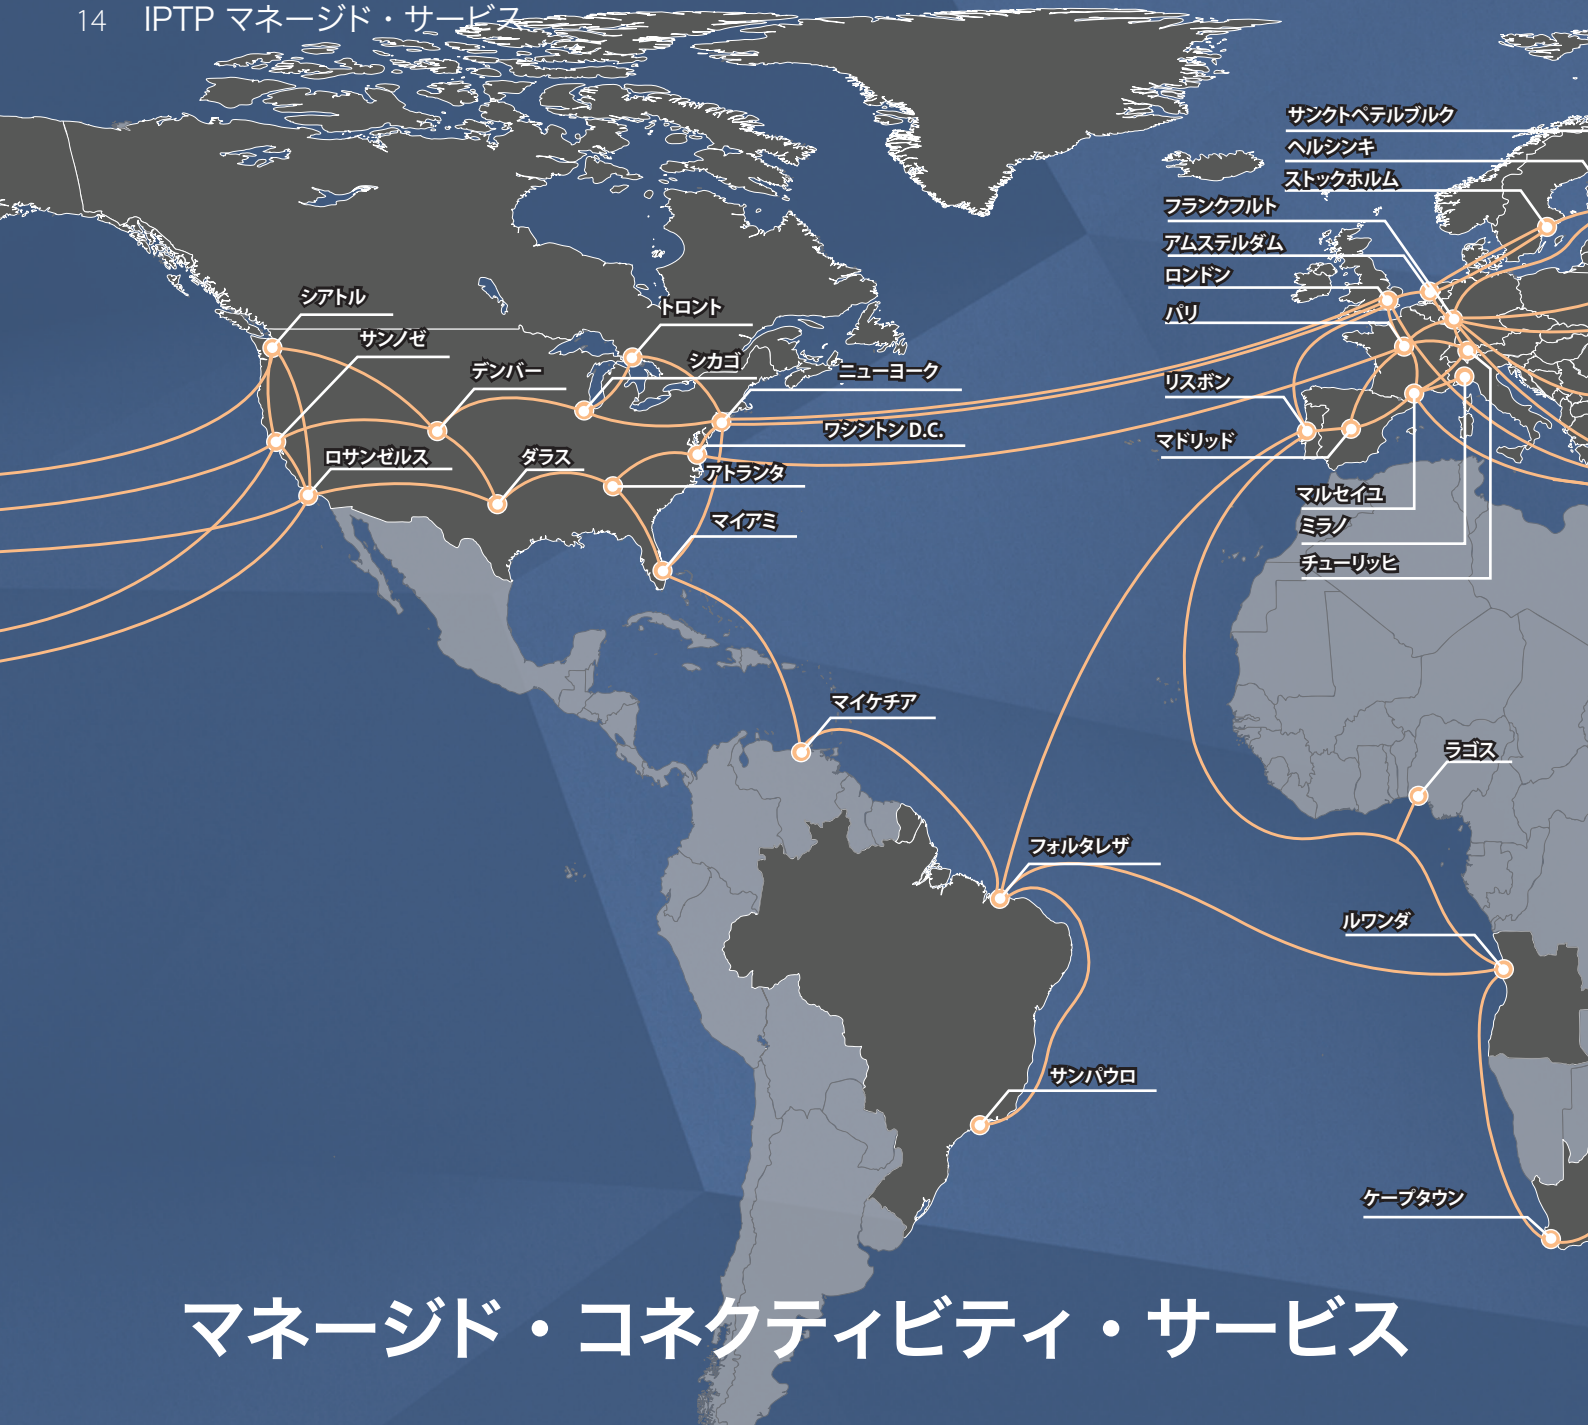 14 IPTP マネージド・サービス
サンクトペテルブルク
ヘルシンキ
ストックホルム
フランクフルト
アムステルダム
ロンドン
パリ
シアトル
トロント
サンノゼ
シカゴ
デンバー
ニューヨーク
リスボン
ワシントン D.C.
マドリッド
ロサンゼルス
ダラス
アトランタ
マルセイユ
マイアミ
ミラノ
チューリッヒ
マイケチア
ラゴス
フォルタレザ
ルワンダ
サンパウロ
ケープタウン
マネージド・コネクティビティ・サービス